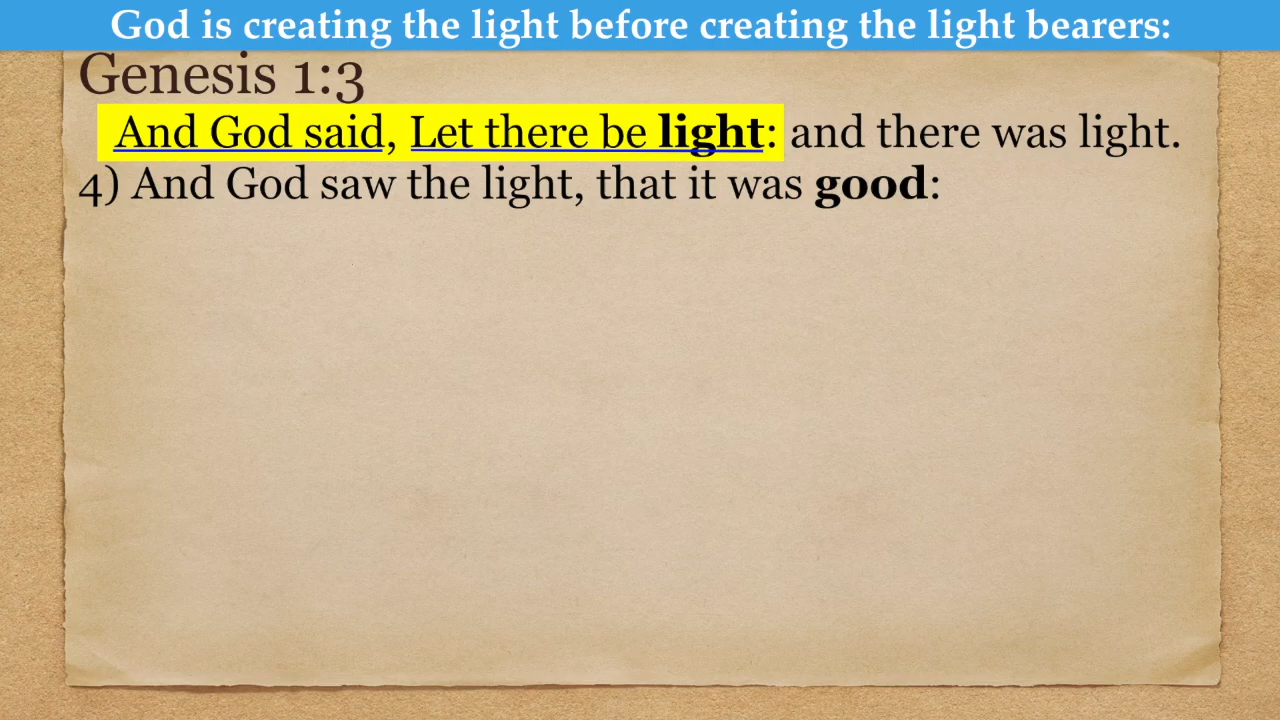 God is creating the light before creating the light bearers:
Genesis 1:3
And God said, Let there be light: and there was light.
4) And God saw the light, that it was good: